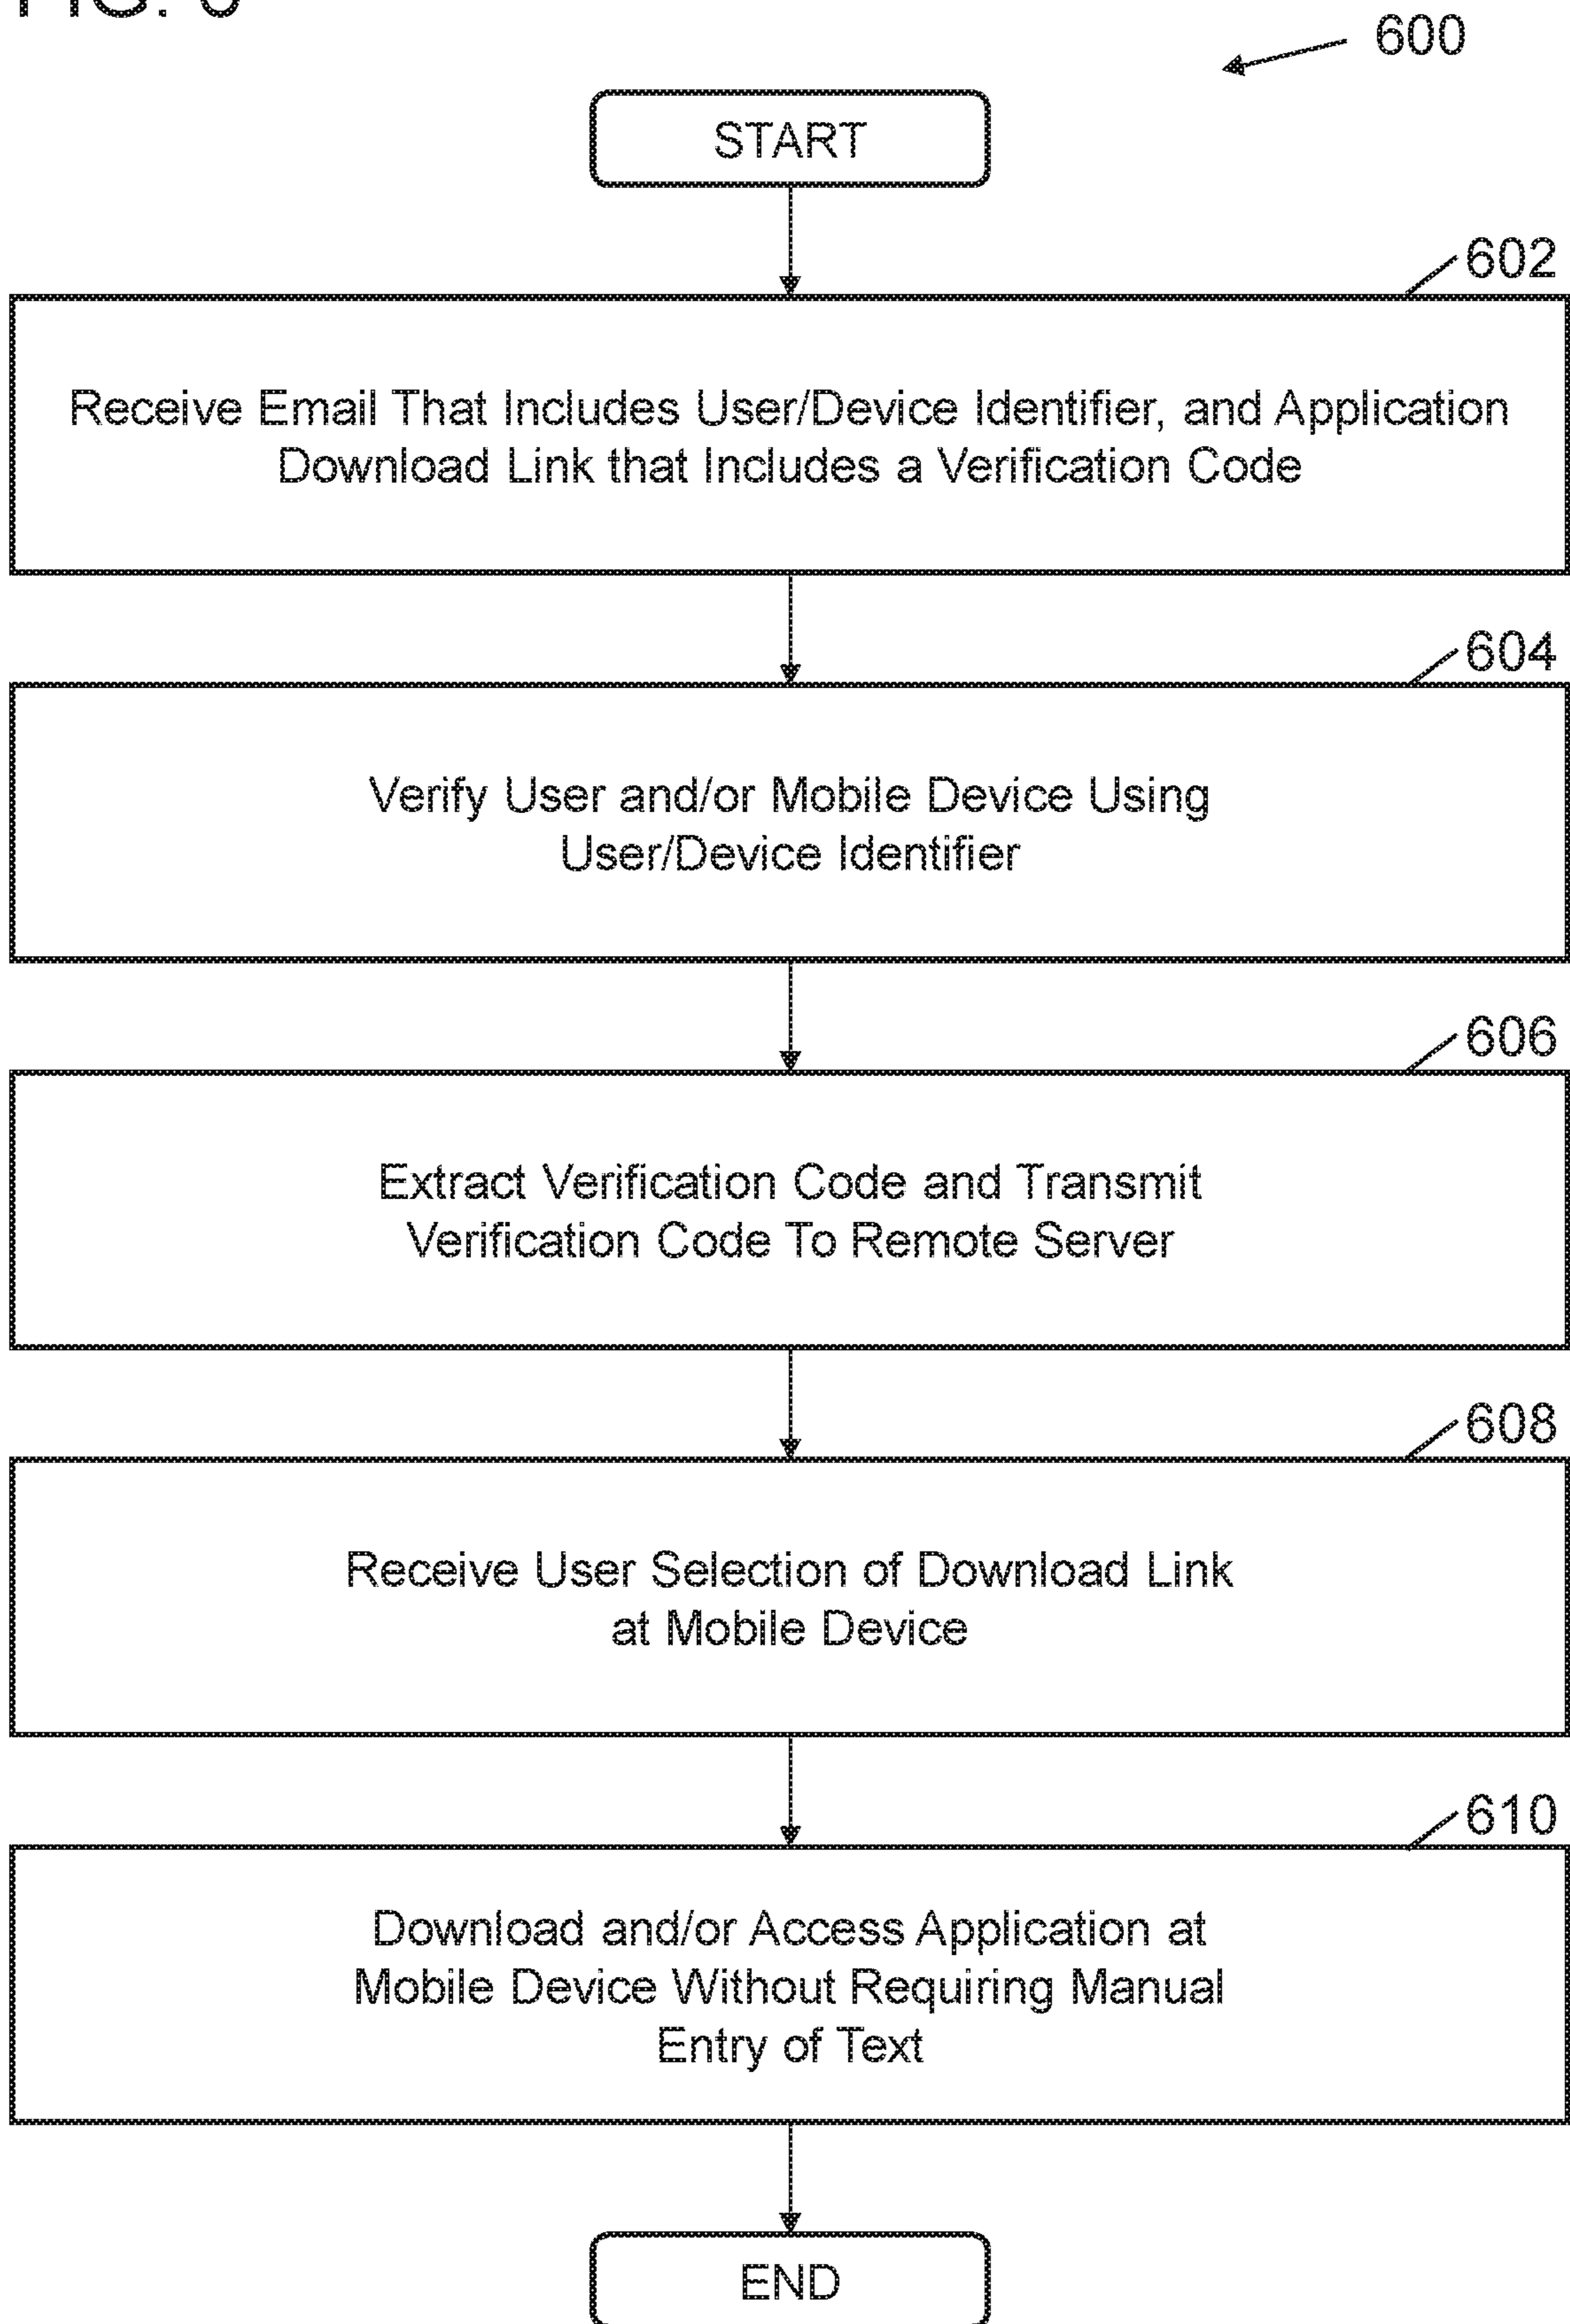 FIG. 6
600
START
602
Receive Email That Includes User/Device Identifier, and Application
Download Link that Includes a Verification Code
604
Verify User and/or Mobile Device Using
User/Device Identifier
606
Extract Verification Code and Transmit
Verification Code To Remote Server
608
Receive User Selection of Download Link
at Mobile Device
610
Download and/or Access Application at
Mobile Device Without Requiring Manual
Entry of Text
END